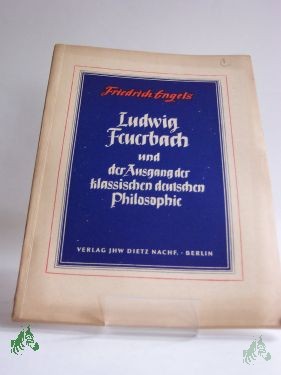 Friedrich Engels
Ludwig
Feuerbach
und
der Ausgang der
klassischen deutschen
Philosophie
VERLAG JHW DIETZ NACHF. · BERLIN